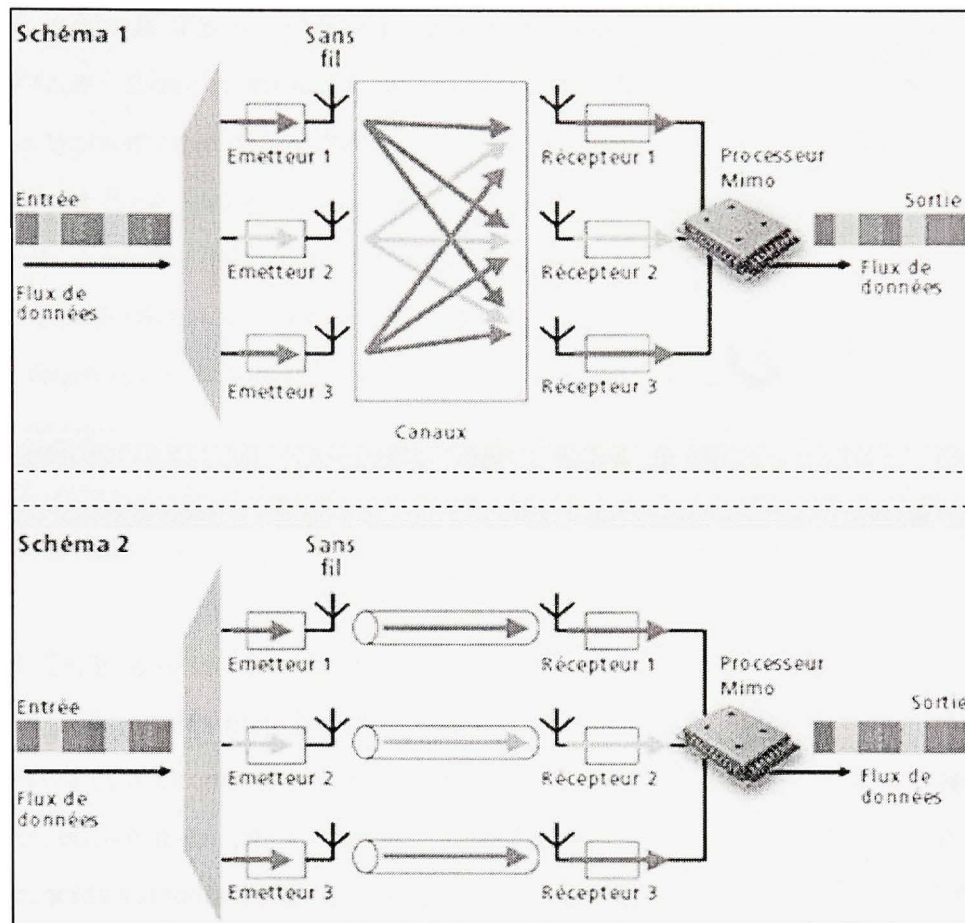 Schéma 1
Sans
fil
Emetteur 1
Récepteur 1
Processeur
Mimo
Entrée
Sortie
Emetteur 2
Récepteur 2
Flux de
données
Flux de
données
Emetteur 3
Récepteur 3
Canaux
Schéma 2
Sans
fil
Emetteur 1
Récepteur 1
Processeur
Mimo
Entrée
Sortie
Emetteur 2
Récepteur 2
Flux de
données
Flux de
données
Emetteur 3
Récepteur 3